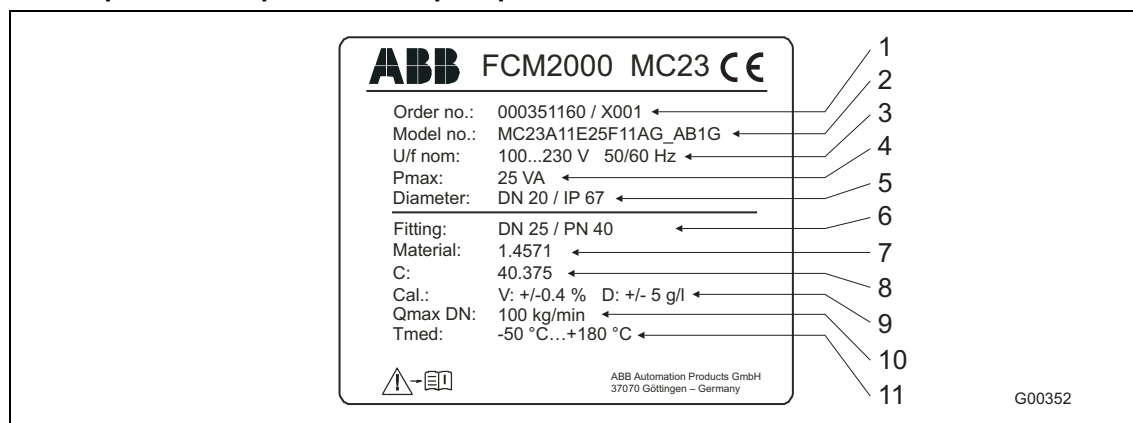 ABB FCM2000 MC23 CE
Order no.: 000351160 / X001
Model no.: MC23A11E25F11AG_AB1G
U/f nom: 100...230 V 50/60 Hz
Pmax: 25 VA
Diameter: DN 20 / IP 67
Fitting: DN 25 / PN 40
Material: 1.4571
C: 40.375
Cal.: V: +/-0.4 % D: +/- 5 g/l
Qmax DN: 100 kg/min
Tmed: -50 °C…+180 °C
ABB Automation Products GmbH
37070 Göttingen – Germany
1
2
3
4
5
6
7
8
9
10
11
G00352